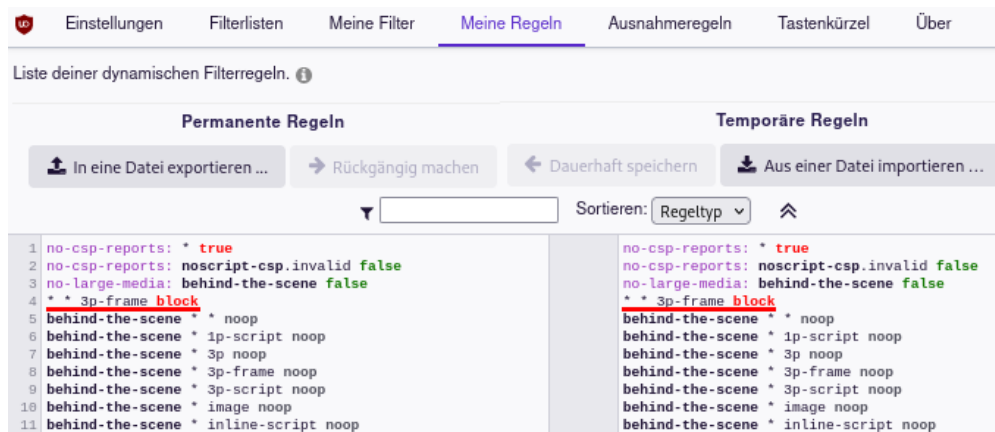 Einstellungen Filterlisten Meine Filter Meine Regeln Ausnahmeregeln Tastenkürzel Über
Liste deiner dynamischen Filterregeln.
Permanente Regeln Temporäre Regeln
In eine Datei exportieren ... Rückgängig machen Dauerhaft speichern Aus einer Datei importieren ...
Sortieren: Regeltyp
1 no-csp-reports: * true no-csp-reports: * true
2 no-csp-reports: noscript-csp.invalid false no-csp-reports: noscript-csp.invalid false
3 no-large-media: behind-the-scene false no-large-media: behind-the-scene false
4 * * 3p-frame block * * 3p-frame block
5 behind-the-scene * * noop behind-the-scene * * noop
6 behind-the-scene * 1p-script noop behind-the-scene * 1p-script noop
7 behind-the-scene * 3p noop behind-the-scene * 3p noop
8 behind-the-scene * 3p-frame noop behind-the-scene * 3p-frame noop
9 behind-the-scene * 3p-script noop behind-the-scene * 3p-script noop
10 behind-the-scene * image noop behind-the-scene * image noop
11 behind-the-scene * inline-script noop behind-the-scene * inline-script noop